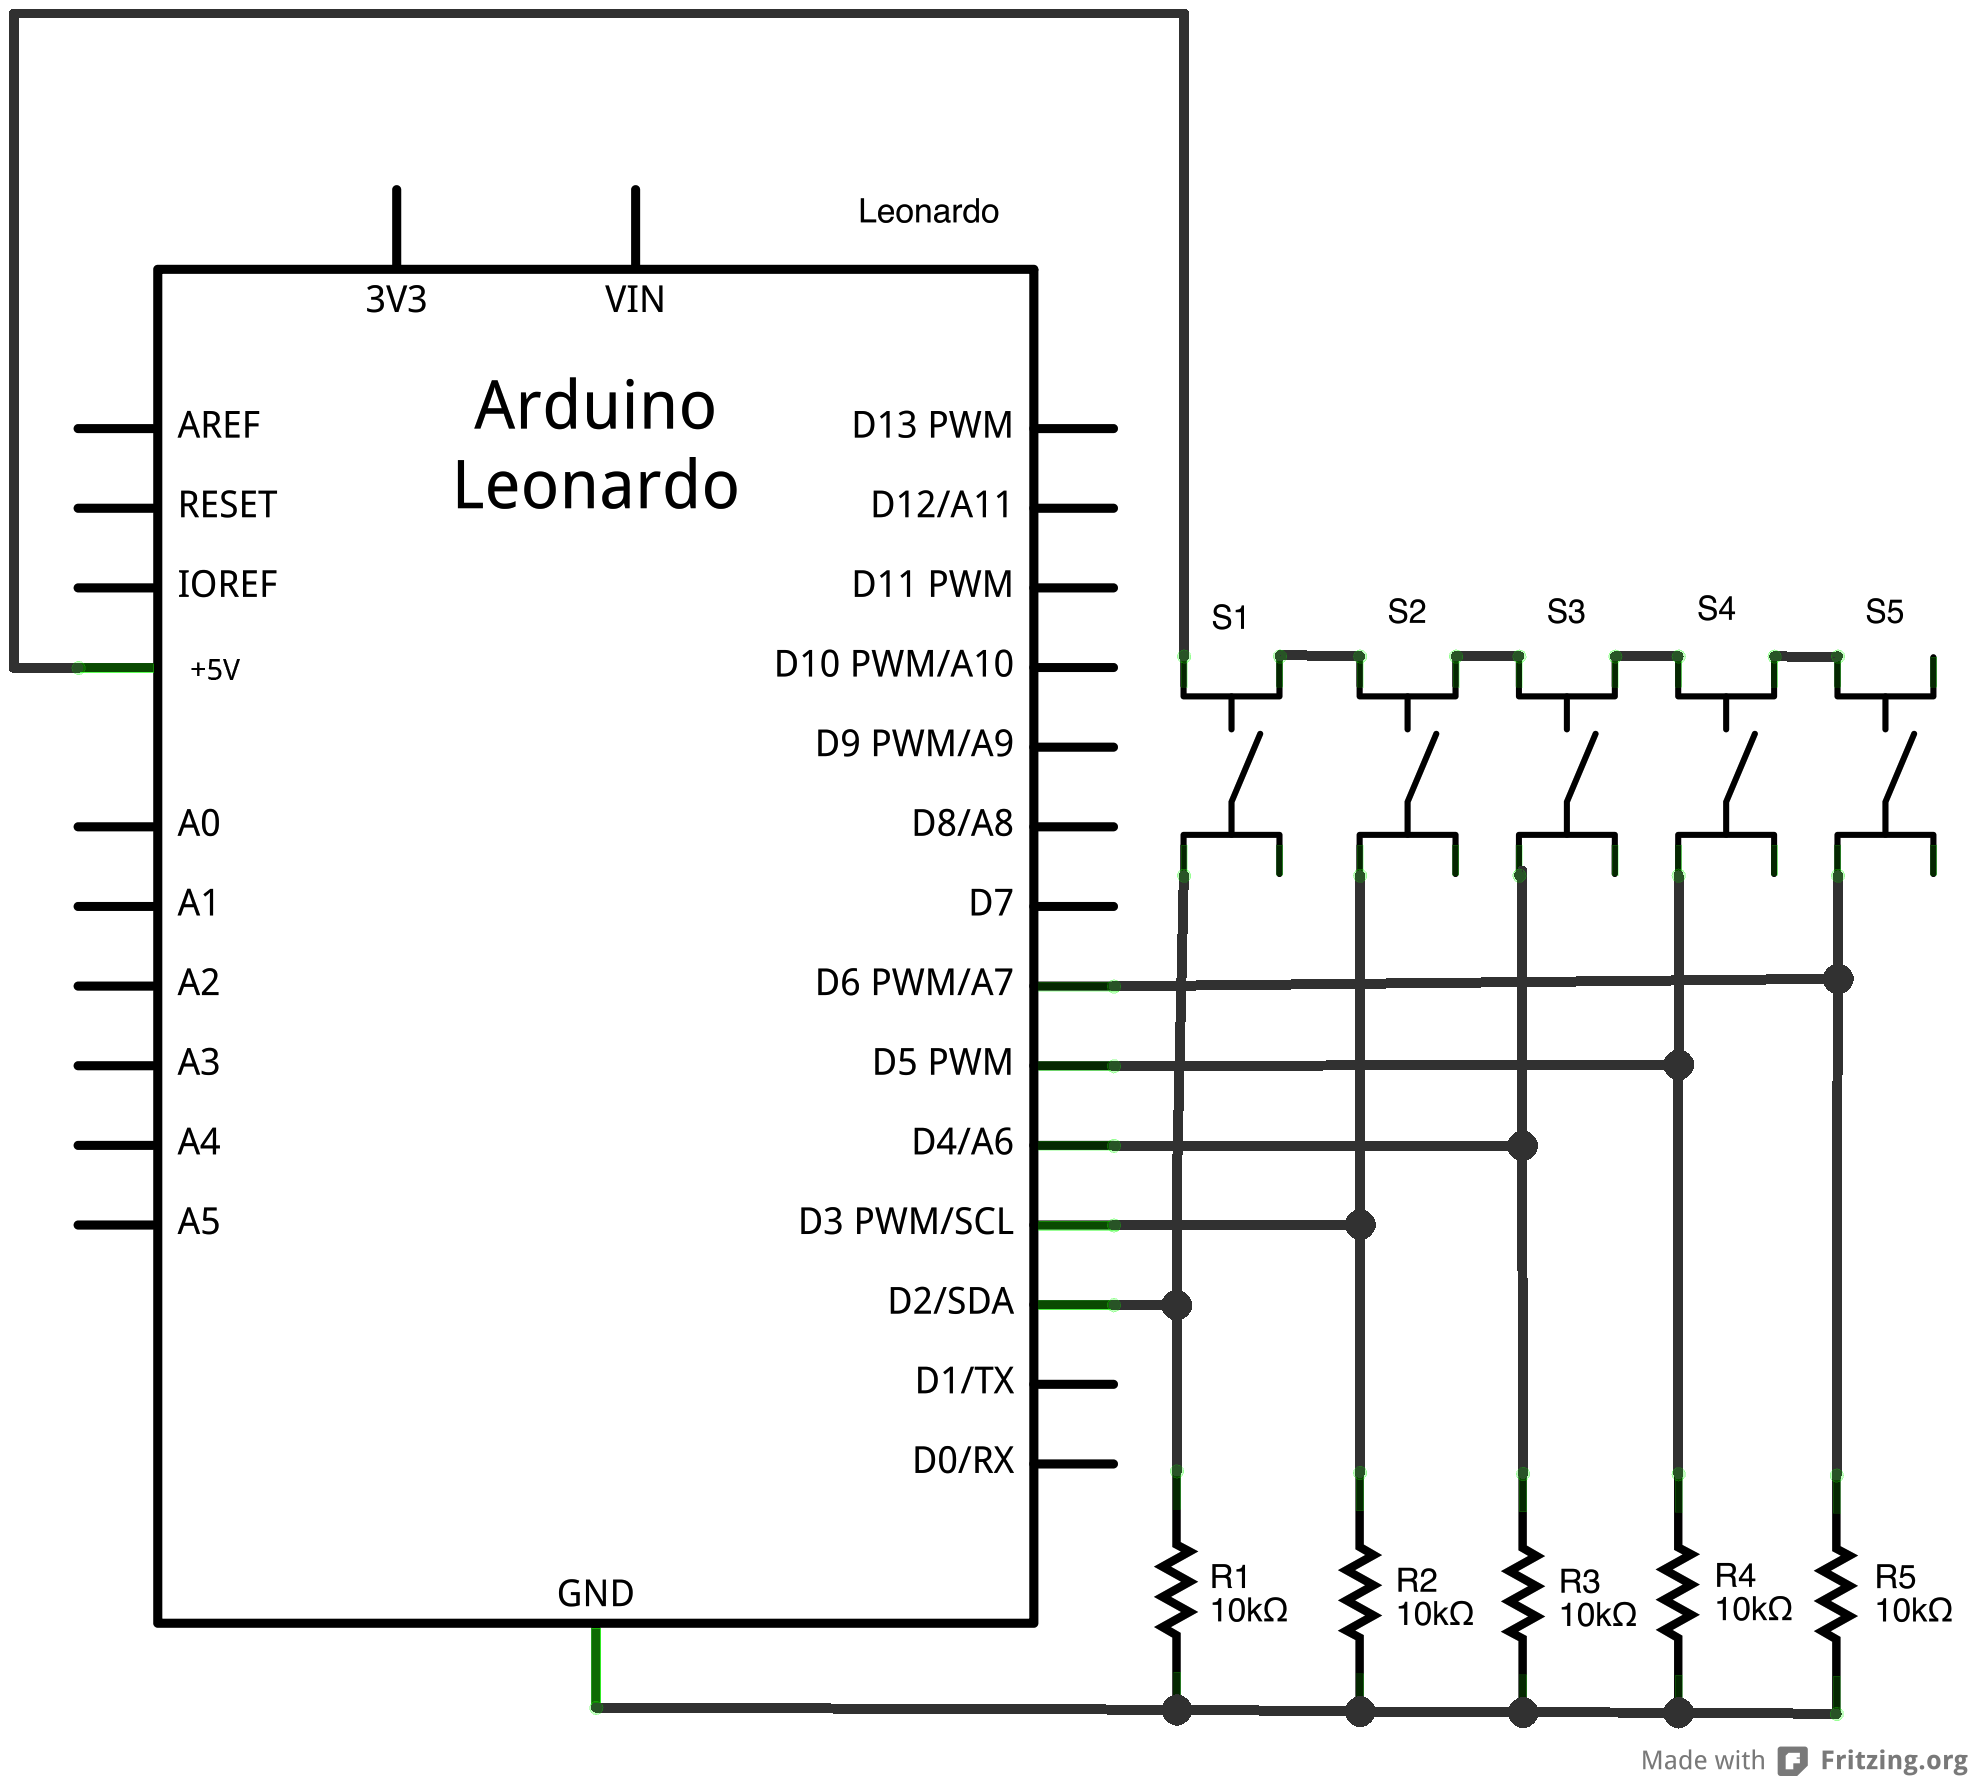 Leonardo
3V3
VIN
Arduino
Leonardo
AREF
RESET
IOREF
+5V
A0
A1
A2
A3
A4
A5
D13 PWM
D12/A11
D11 PWM
D10 PWM/A10
D9 PWM/A9
D8/A8
D7
D6 PWM/A7
D5 PWM
D4/A6
D3 PWM/SCL
D2/SDA
D1/TX
D0/RX
GND
S1
S2
S3
S4
S5
R1
10kΩ
R2
10kΩ
R3
10kΩ
R4
10kΩ
R5
10kΩ
Made with Fritzing.org